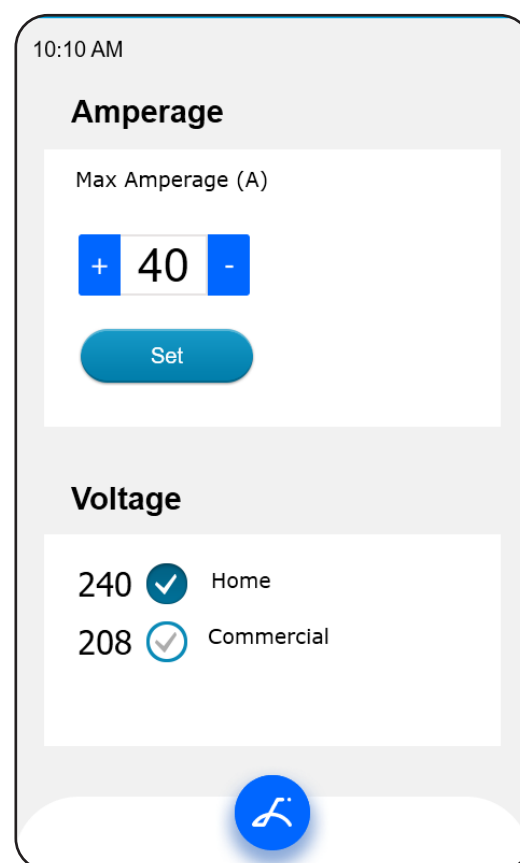 10:10 AM
Amperage
Max Amperage (A)
+ 40 -
Set
Voltage
240 Home
208 Commercial